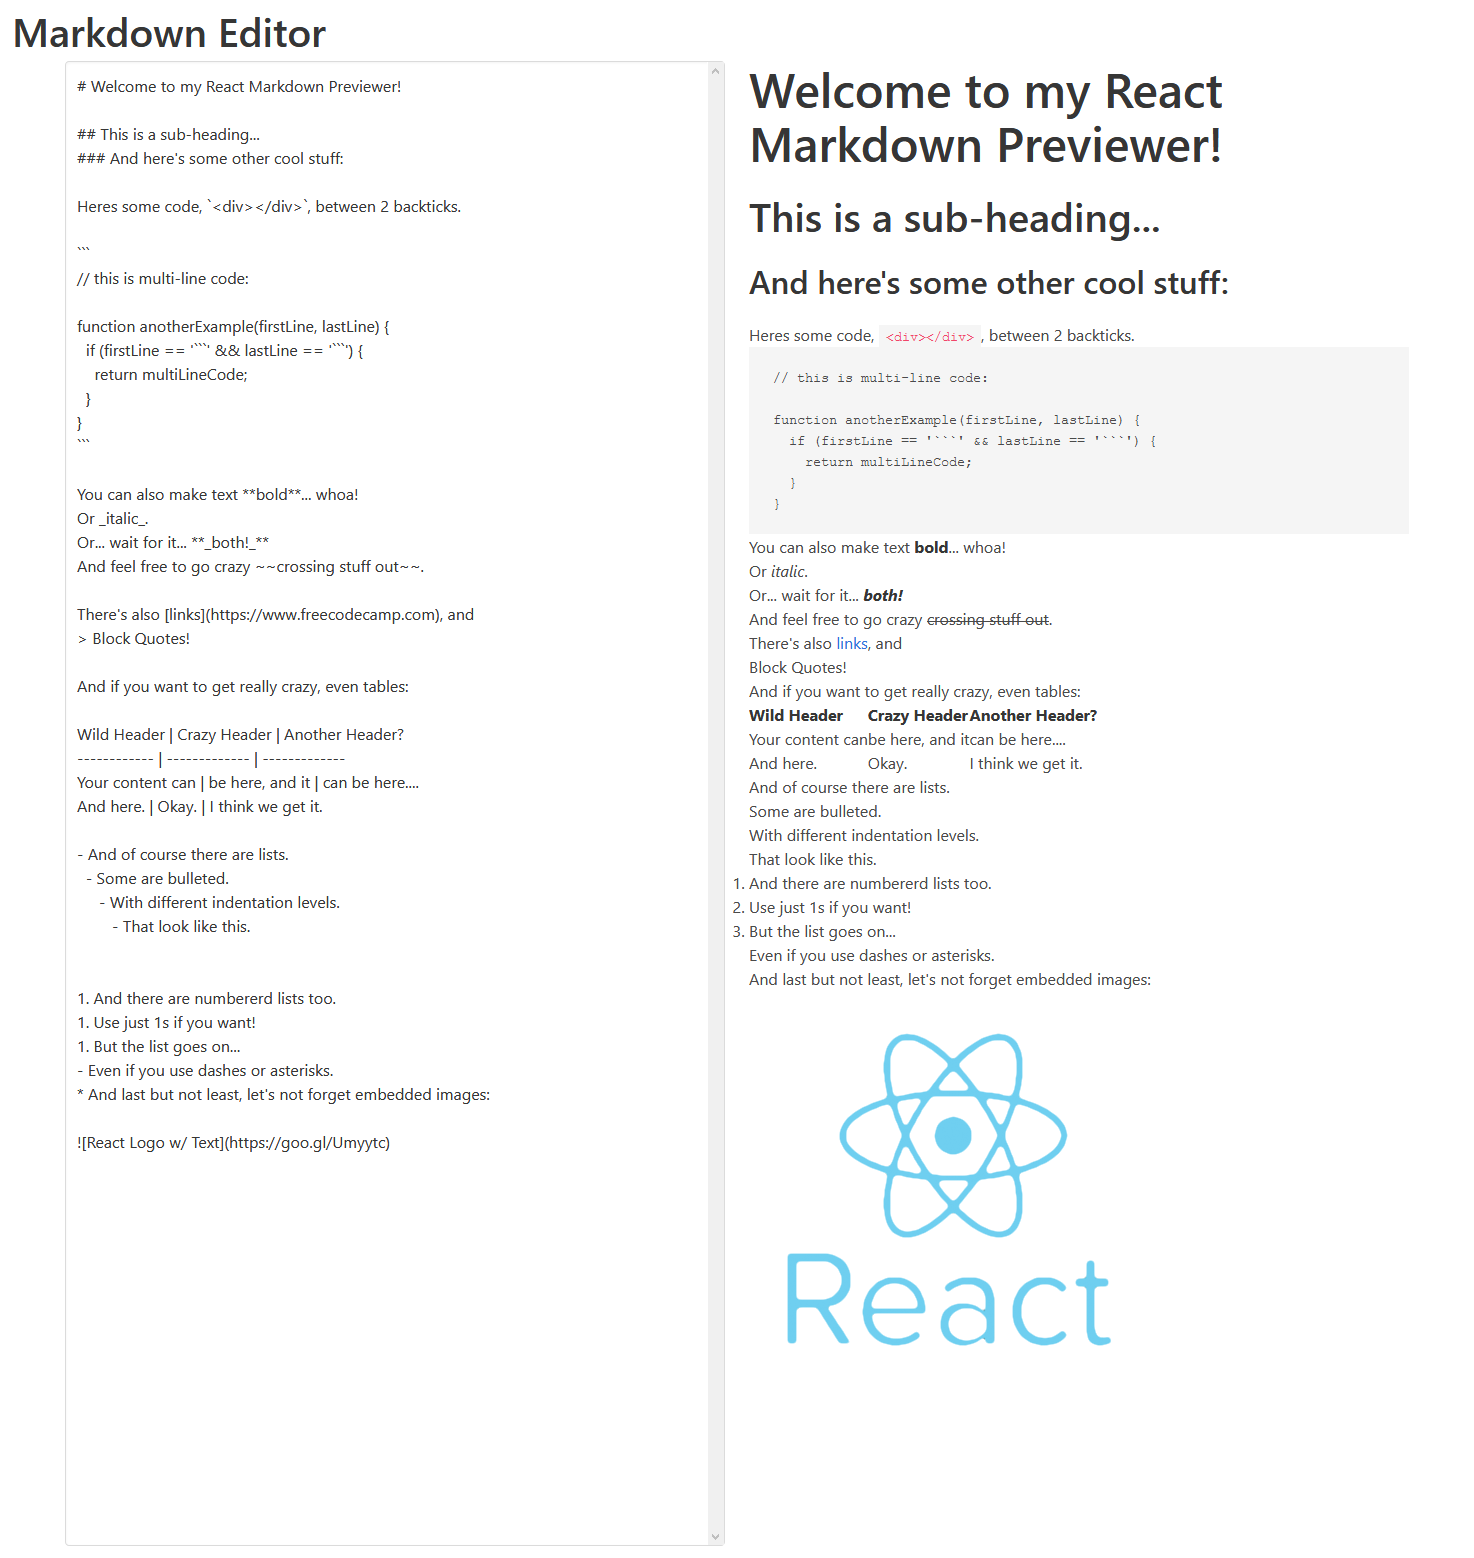 Markdown Editor
# Welcome to my React Markdown Previewer!
## This is a sub-heading...
### And here's some other cool stuff:
Heres some code, `<div></div>`, between 2 backticks.
```
// this is multi-line code:
function anotherExample(firstLine, lastLine) {
  if (firstLine == '```' && lastLine == '```') {
    return multiLineCode;
  }
}
```
You can also make text **bold**... whoa!
Or _italic_.
Or... wait for it... **_both!_**
And feel free to go crazy ~~crossing stuff out~~.
There's also [links](https://www.freecodecamp.com), and
> Block Quotes!
And if you want to get really crazy, even tables:
Wild Header | Crazy Header | Another Header?
------------ | ------------- | -------------
Your content can | be here, and it | can be here....
And here. | Okay. | I think we get it.
- And of course there are lists.
  - Some are bulleted.
     - With different indentation levels.
        - That look like this.
1. And there are numbererd lists too.
1. Use just 1s if you want!
1. But the list goes on...
- Even if you use dashes or asterisks.
* And last but not least, let's not forget embedded images:
![React Logo w/ Text](https://goo.gl/Umyytc)
Welcome to my React
Markdown Previewer!
This is a sub-heading...
And here's some other cool stuff:
Heres some code, <div></div> , between 2 backticks.
// this is multi-line code:
function anotherExample(firstLine, lastLine) {
  if (firstLine == '```' && lastLine == '```') {
    return multiLineCode;
  }
}
You can also make text bold... whoa!
Or italic.
Or... wait for it... both!
And feel free to go crazy crossing stuff out.
There's also links, and
Block Quotes!
And if you want to get really crazy, even tables:
Wild Header Crazy Header Another Header?
Your content can be here, and it can be here....
And here. Okay. I think we get it.
And of course there are lists.
Some are bulleted.
With different indentation levels.
That look like this.
1. And there are numbererd lists too.
2. Use just 1s if you want!
3. But the list goes on...
Even if you use dashes or asterisks.
And last but not least, let's not forget embedded images:
React